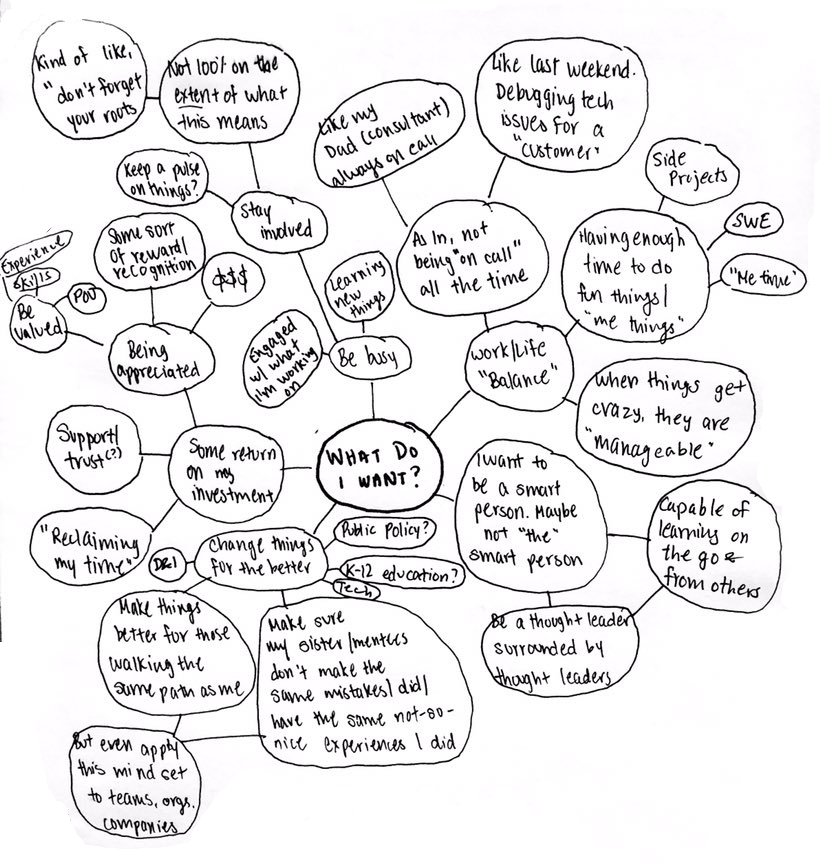 Kind of like,
"don't forget
your roots
Not 100% on the
extent of what
this means
Keep a pulse
on things?
Stay
involved
Like my
Dad (consultant)
always on call
Like last weekend.
Debugging tech
issues for a
"customer"
As In, not
being "on call"
all the time
Side
Projects
SWE
"Me time"
Having enough
time to do
fun things/
"me things"
Work/Life
"Balance"
When things get
crazy, they are
"manageable"
Experience
Skills
Be
valued
POV
Some sort
of reward/
recognition
$$$
Being
appreciated
Learning
new
things
Engaged
w/ what
I'm working
on
Be busy
WHAT DO
I WANT?
Support/
trust(?)
Some return
on my
investment
"Reclaiming
my time"
I want to
be a smart
person. Maybe
not "the"
smart person
Capable of
learning on
the go &
from others
Be a thought leader
surrounded by
thought leaders
Change things
for the better
D&I
Public Policy?
K-12 education?
Tech
Make things
better for those
walking the
same path as me
Make sure
my sister/mentees
don't make the
same mistakes I did/
have the same not-so-
nice experiences I did
But even apply
this mind set
to teams, orgs.
companies